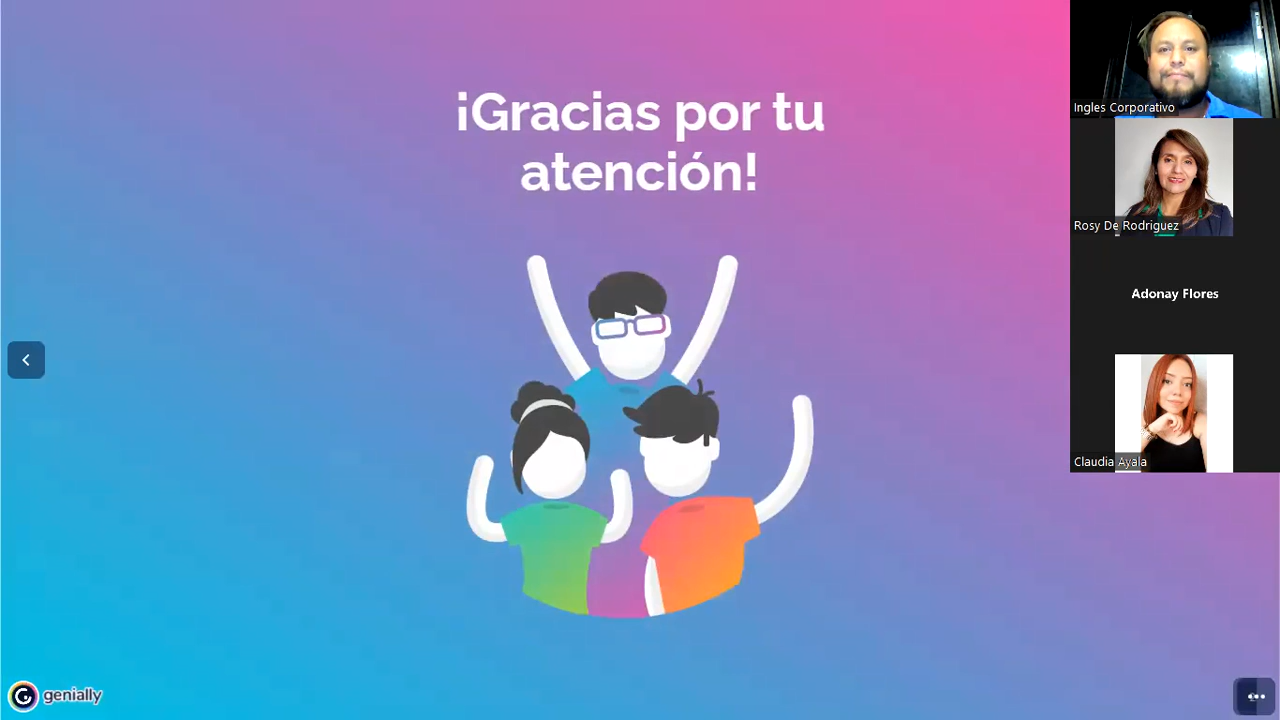 ¡Gracias por tu
atención!
Ingles Corporativo
Rosy De Rodriguez
Adonay Flores
Claudia Ayala
genially